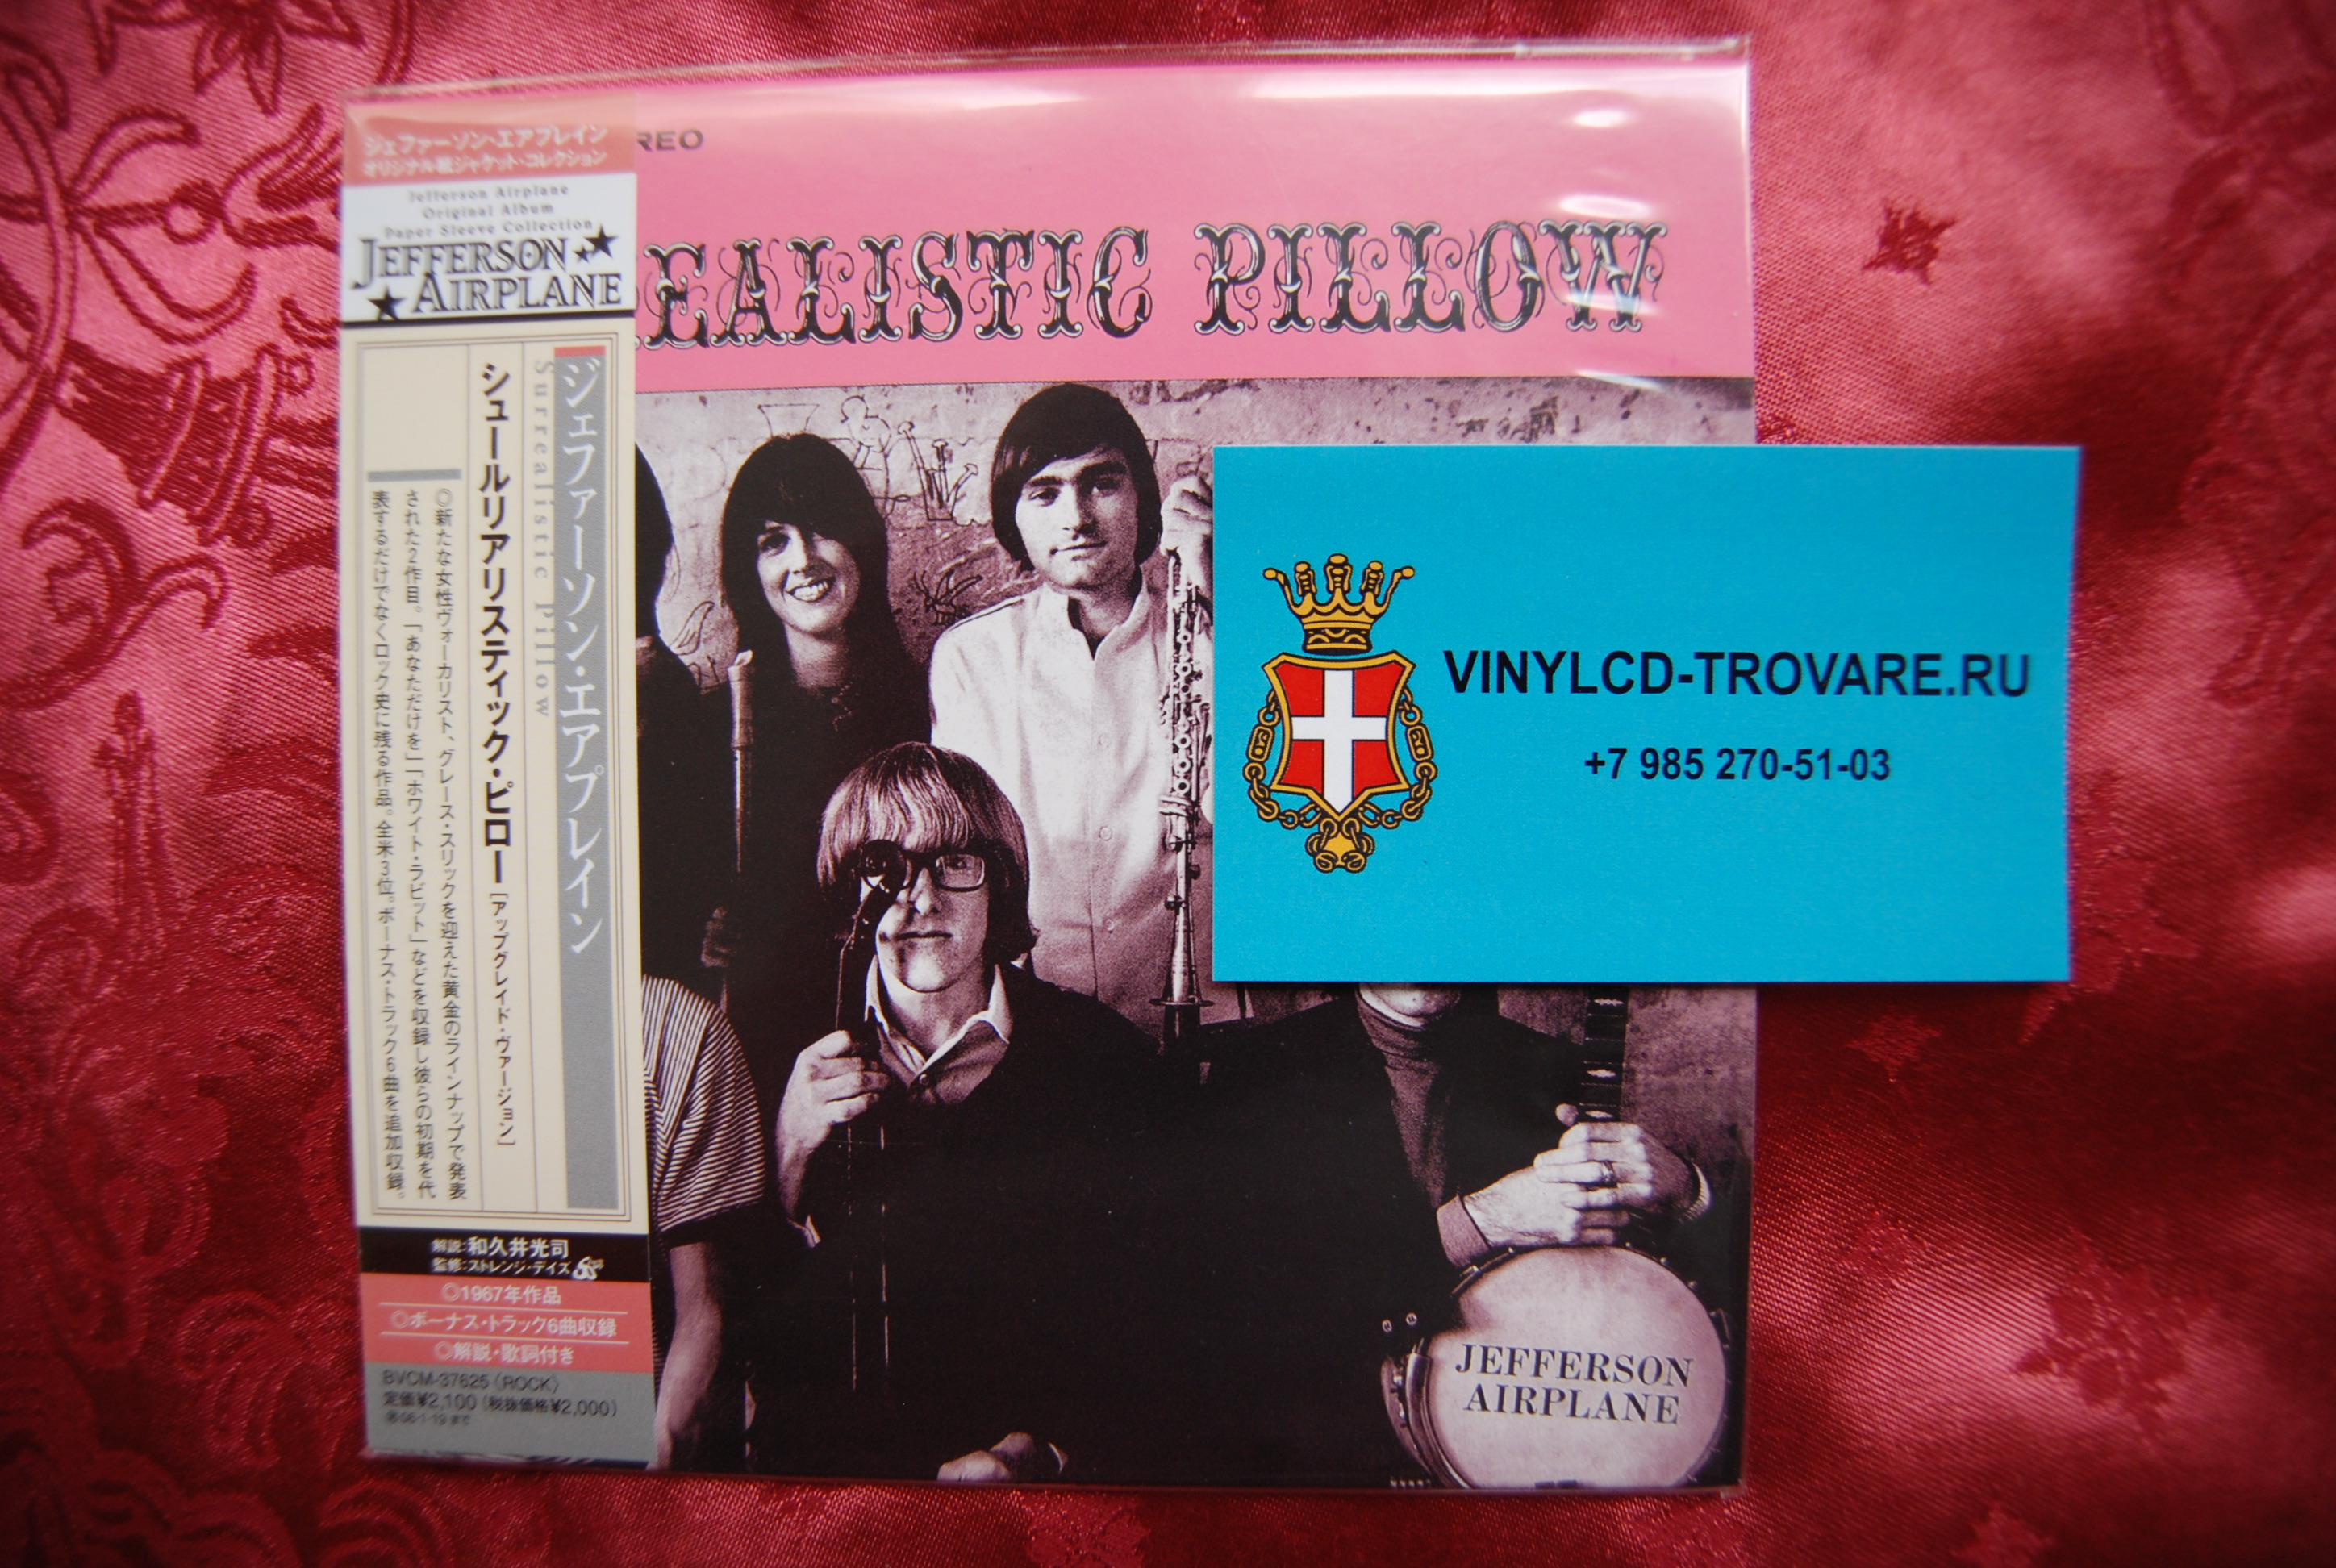 ジェファーソン・エアプレイン
オリジナル紙ジャケット・コレクション
Jefferson Airplane
Original Album
Paper Sleeve Collection
JEFFERSON
AIRPLANE
ジェファーソン・エアプレイン
Surrealistic Pillow
シュールリアリスティック・ピロー［アップグレイド・ヴァージョン］
◎新たな女性ヴォーカリスト、グレース・スリックを迎えた黄金のラインナップで発表
された2作目。「あなただけを」「ホワイト・ラビット」などを収録し彼らの初期を代
表するだけでなくロック史に残る作品。全米3位。ボーナス・トラック6曲を追加収録。
解説:和久井光司
監修:ストレンジ・デイズ
◎1967年作品
◎ボーナス・トラック6曲収録
◎解説・歌詞付き
BVCM-37625 (ROCK)
定価¥2,100 (税抜価格¥2,000)
REO
EALISTIC PILLOW
VINYLCD-TROVARE.RU
+7 985 270-51-03
JEFFERSON
AIRPLANE